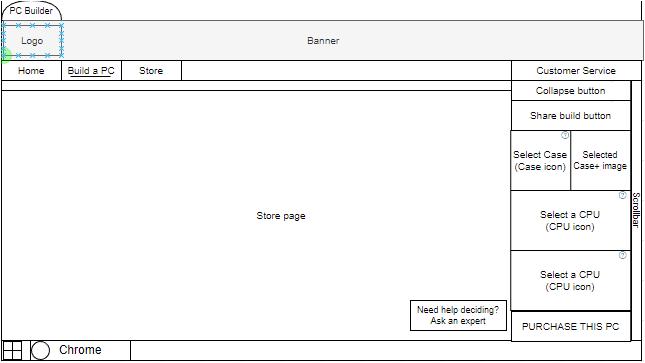 PC Builder
Logo
Banner
Home
Build a PC
Store
Customer Service
Collapse button
Share build button
?
Select Case
(Case icon)
Selected
Case+ image
?
Select a CPU
(CPU icon)
Scrollbar
Store page
?
Select a CPU
(CPU icon)
Need help deciding?
Ask an expert
PURCHASE THIS PC
Chrome